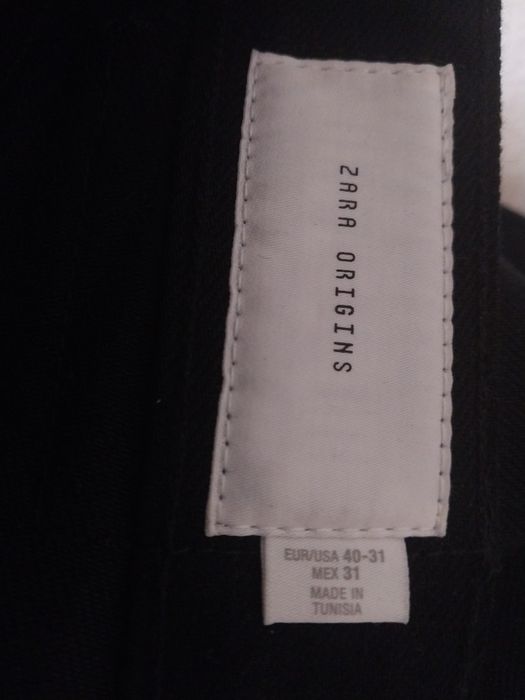 ZARA ORIGINS
EUR/USA 40-31
MEX 31
MADE IN
TUNISIA